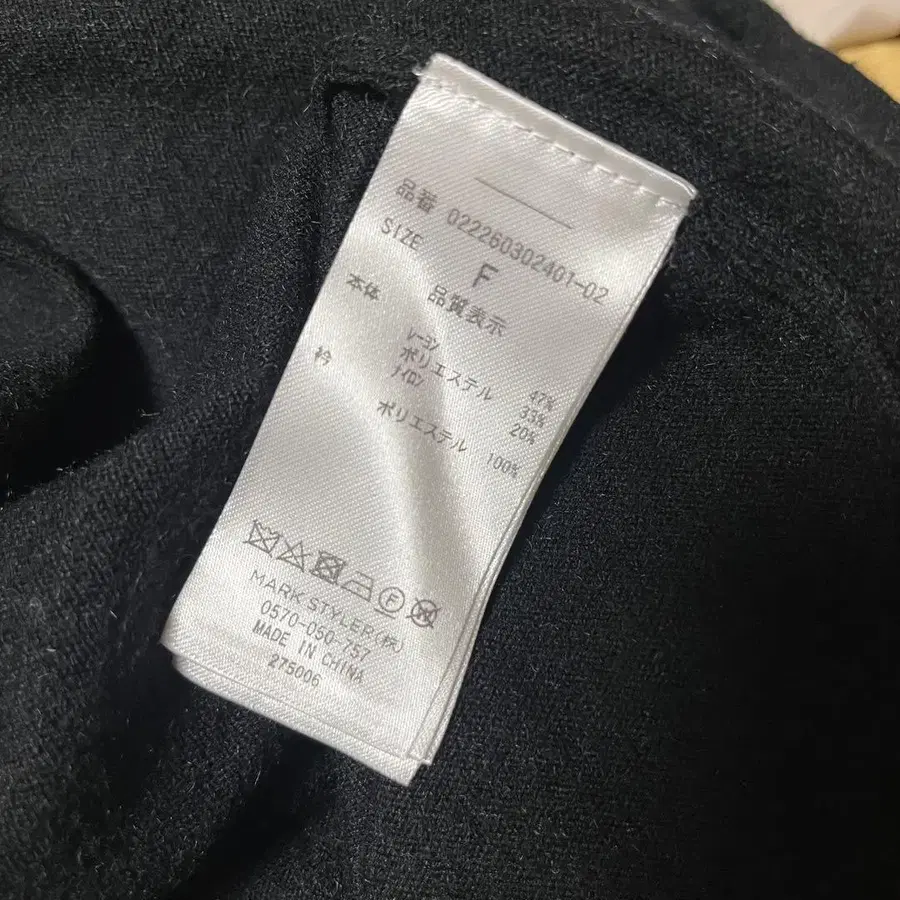 品番 022260302401-02
SIZE F
品質表示
本体 レーヨン 47%
ポリエステル 33%
ナイロン 20%
衿 ポリエステル 100%
F
MARK STYLER(株)
0570-050-757
MADE IN CHINA
275006